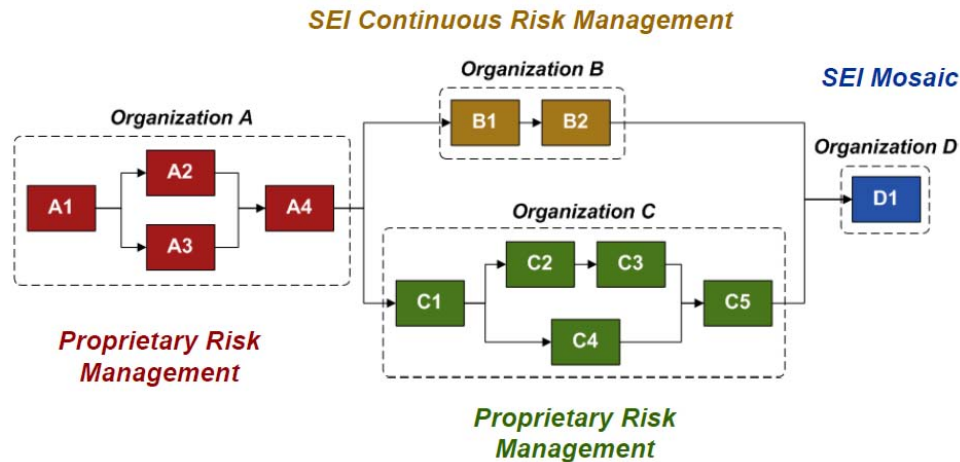 SEI Continuous Risk Management
Organization B
SEI Mosaic
Organization A
B1
B2
Organization D
A2
A1
A4
D1
Organization C
A3
C2
C3
C1
C5
C4
Proprietary Risk
Management
Proprietary Risk
Management